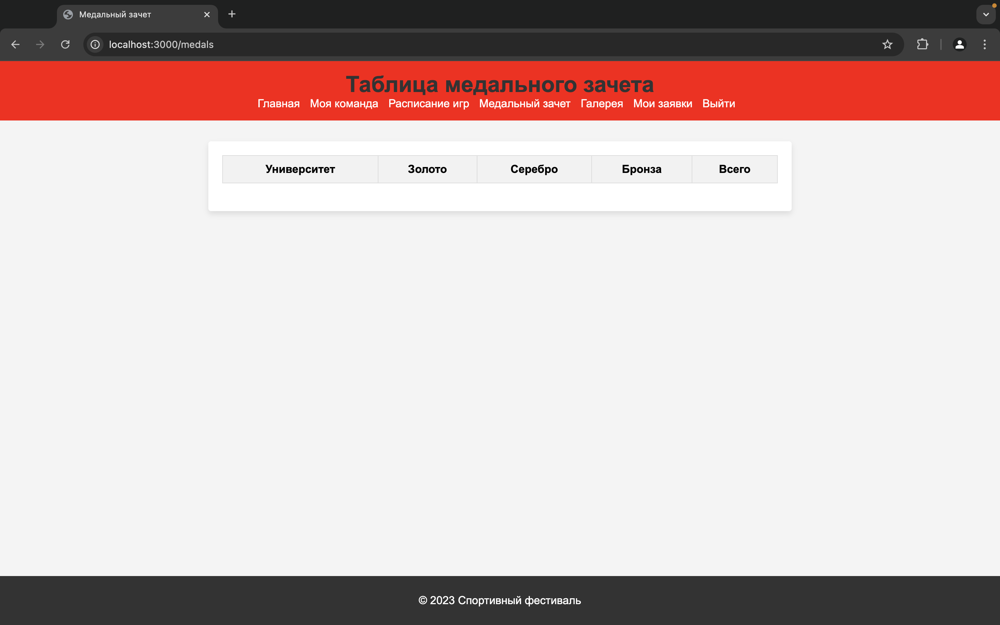 Медальный зачет
localhost:3000/medals
Таблица медального зачета
Главная Моя команда Расписание игр Медальный зачет Галерея Мои заявки Выйти
Университет Золото Серебро Бронза Всего
© 2023 Спортивный фестиваль